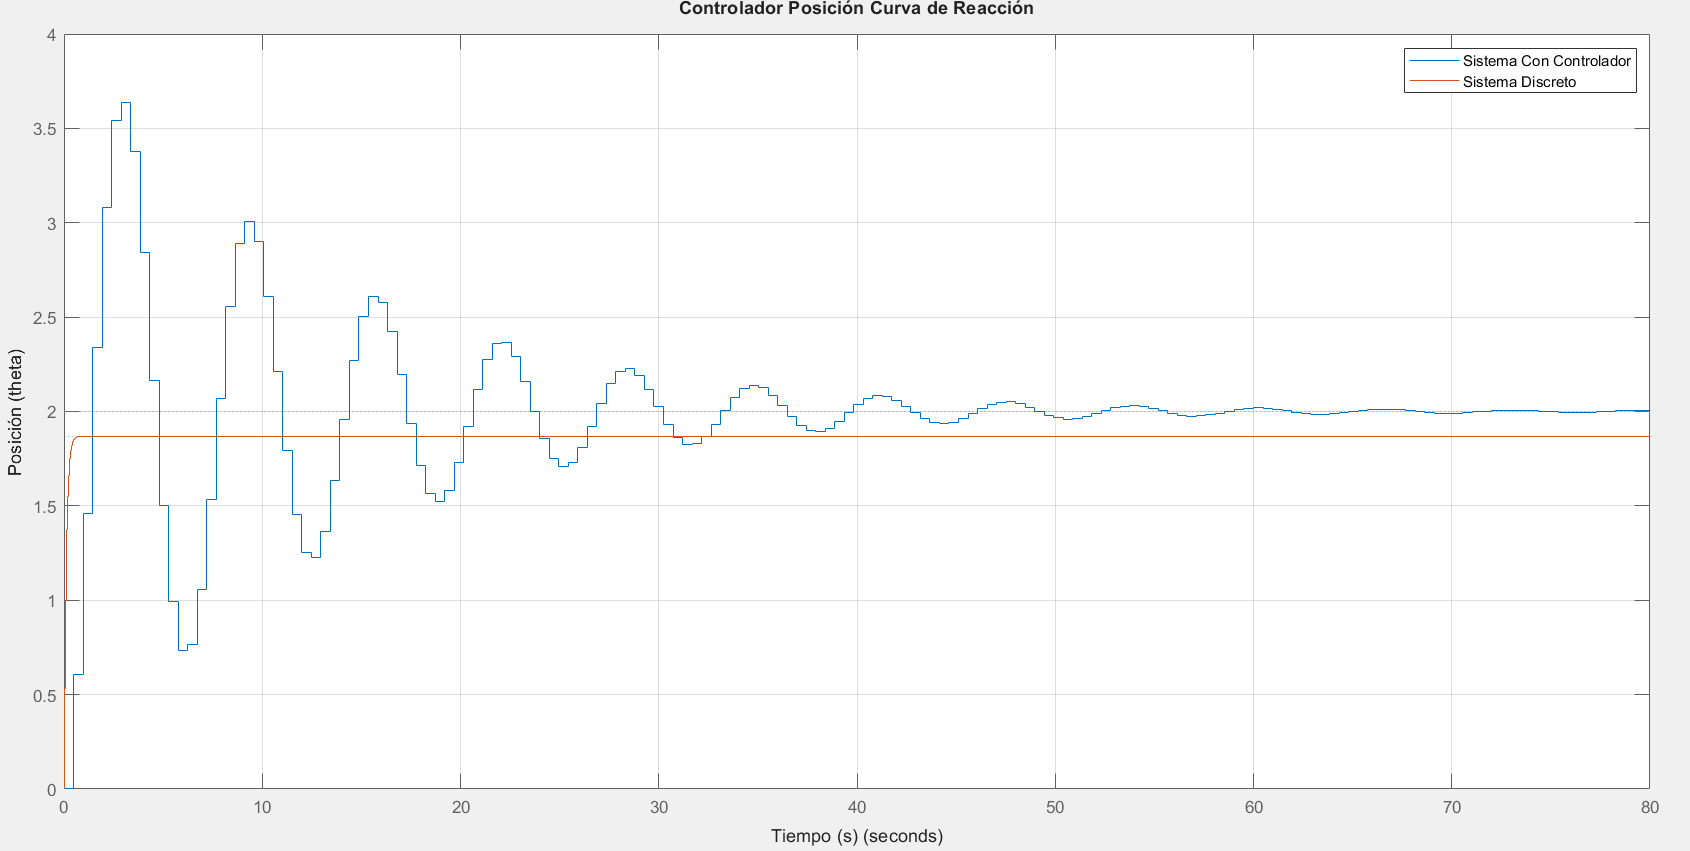 Controlador Posición Curva de Reacción
Sistema Con Controlador
Sistema Discreto
4
3.5
3
2.5
2
1.5
1
0.5
0
Posición (theta)
0 10 20 30 40 50 60 70 80
Tiempo (s) (seconds)